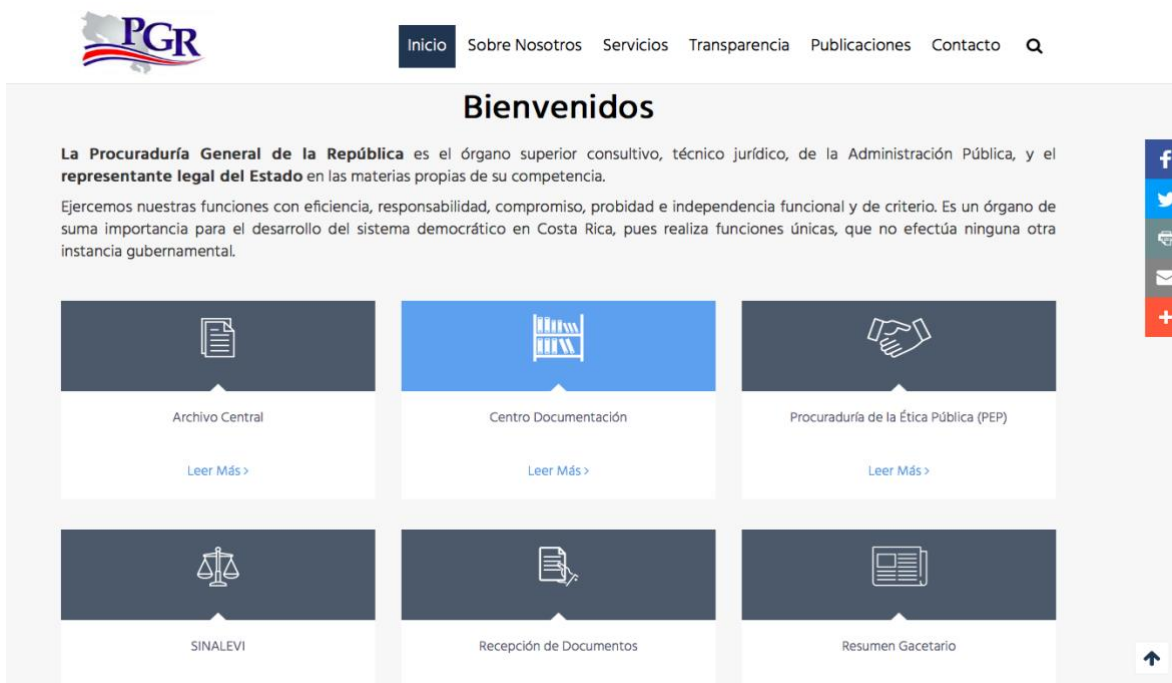 PGR
Inicio Sobre Nosotros Servicios Transparencia Publicaciones Contacto
Bienvenidos
La Procuraduría General de la República es el órgano superior consultivo, técnico jurídico, de la Administración Pública, y el
representante legal del Estado en las materias propias de su competencia.
Ejercemos nuestras funciones con eficiencia, responsabilidad, compromiso, probidad e independencia funcional y de criterio. Es un órgano de
suma importancia para el desarrollo del sistema democrático en Costa Rica, pues realiza funciones únicas, que no efectúa ninguna otra
instancia gubernamental.
Archivo Central Centro Documentación Procuraduría de la Ética Pública (PEP)
Leer Más > Leer Más > Leer Más >
SINALEVI Recepción de Documentos Resumen Gacetario